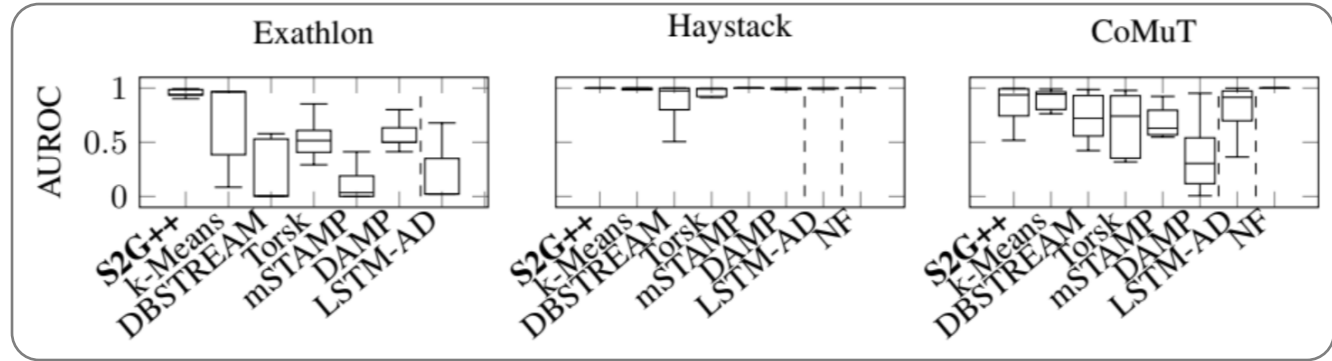 Exathlon
Haystack
CoMuT
AUROC
1
0.5
0
S2G++
k-Means
DBSTREAM
Torsk
mSTAMP
DAMP
LSTM-AD
S2G++
k-Means
DBSTREAM
Torsk
mSTAMP
DAMP
LSTM-AD
NF
S2G++
k-Means
DBSTREAM
Torsk
mSTAMP
DAMP
LSTM-AD
NF